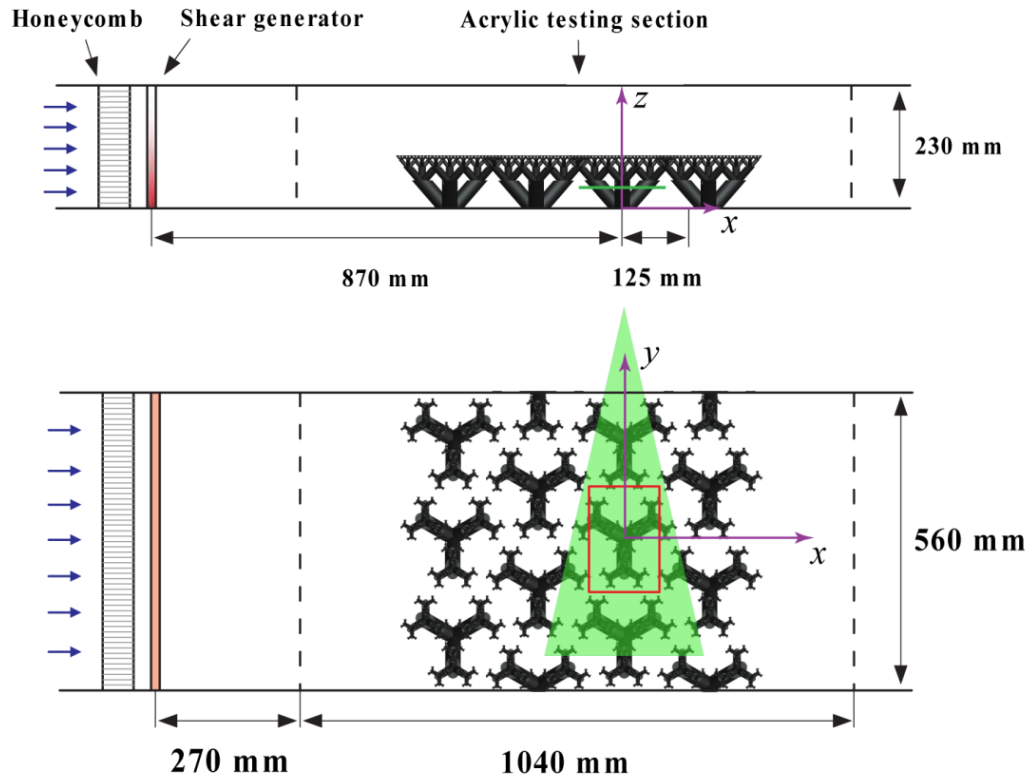 Honeycomb
Shear generator
Acrylic testing section
z
230 mm
x
870 mm
125 mm
y
x
560 mm
270 mm
1040 mm